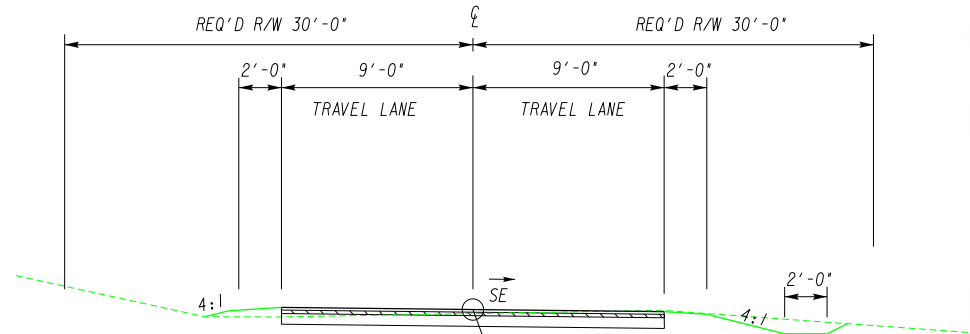 ℄
REQ'D R/W 30'-0" REQ'D R/W 30'-0"
2'-0" 9'-0" 9'-0" 2'-0"
TRAVEL LANE TRAVEL LANE
2'-0"
SE
4:1
4:1